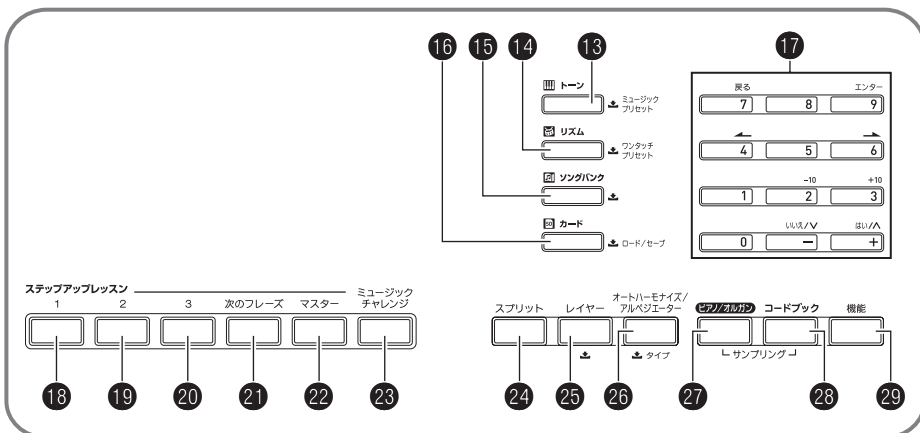 16 15 14 13 17
トーン
ミュージック
プリセット
リズム
ワンタッチ
プリセット
ソングバンク
カード
ロード/セーブ
戻る エンター
7 8 9
4 5 6
-10 +10
1 2 3
いいえ/∨ はい/∧
0 − +
ステップアップレッスン
1 2 3 次のフレーズ マスター ミュージック
チャレンジ
18 19 20 21 22 23
スプリット レイヤー オートハーモナイズ/
アルペジエーター
タイプ
ピアノ/オルガン コードブック 機能
サンプリング
24 25 26 27 28 29